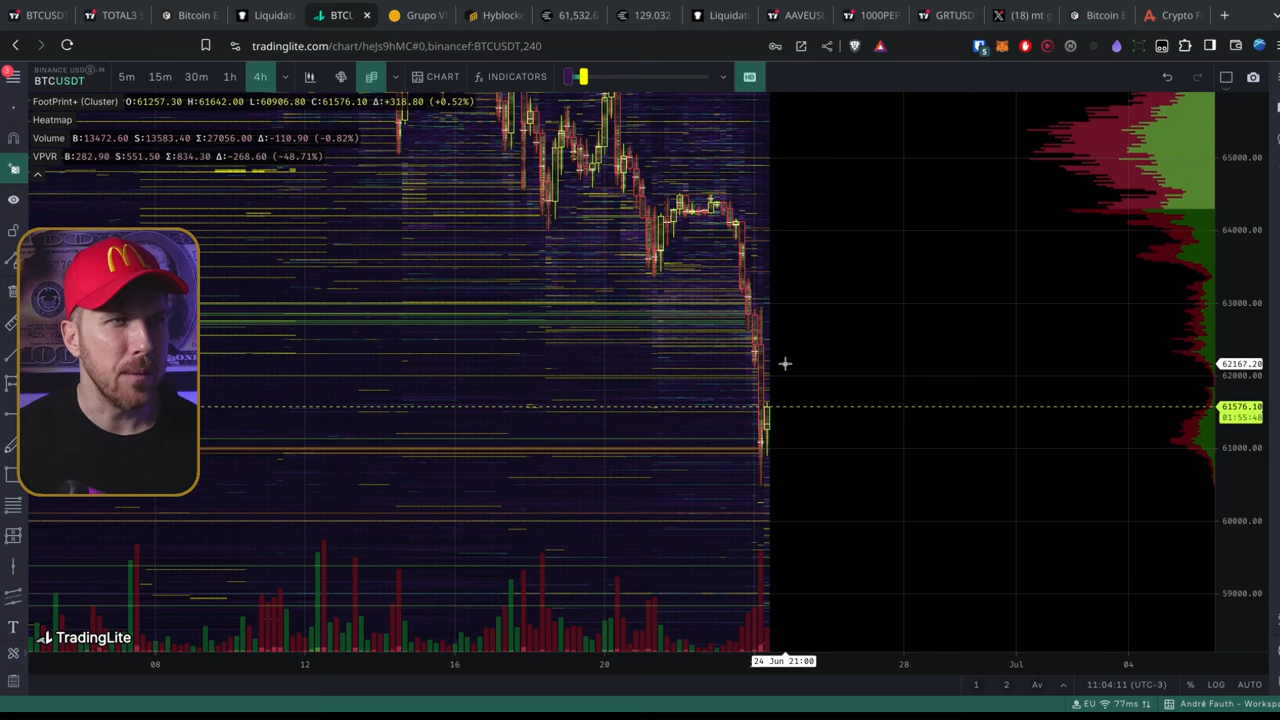 BTCUSDT
TOTAL3
Bitcoin E
Liquidat
BTCL
Grupo V
Hyblock
61,532.6
129.032
Liquidat
AAVEUS
1000PEP
GRTUSD
(18) mt g
Bitcoin E
Crypto F
tradinglite.com/chart/heJs9hMC#0,binancef:BTCUSDT,240
5
3
BINANCE USDⓈ-M
BTCUSDT
5m
15m
30m
1h
4h
CHART
INDICATORS
HD
FootPrint+ (Cluster) O:61257.30 H:61642.00 L:60906.80 C:61576.10 Δ:+318.80 (+0.52%)
Heatmap
Volume B:13472.60 S:13583.40 Σ:27056.00 Δ:-110.90 (-0.82%)
VPVR B:282.90 S:551.50 Σ:834.30 Δ:-268.60 (-48.71%)
65000.00
64000.00
63000.00
62167.20
62000.00
61576.10
01:55:48
61000.00
60000.00
59000.00
TradingLite
08
12
16
20
24 Jun 21:00
28
Jul
04
1
2
Av
11:04:11 (UTC-3)
%
LOG
AUTO
EU
77ms
André Fauth - Workspa